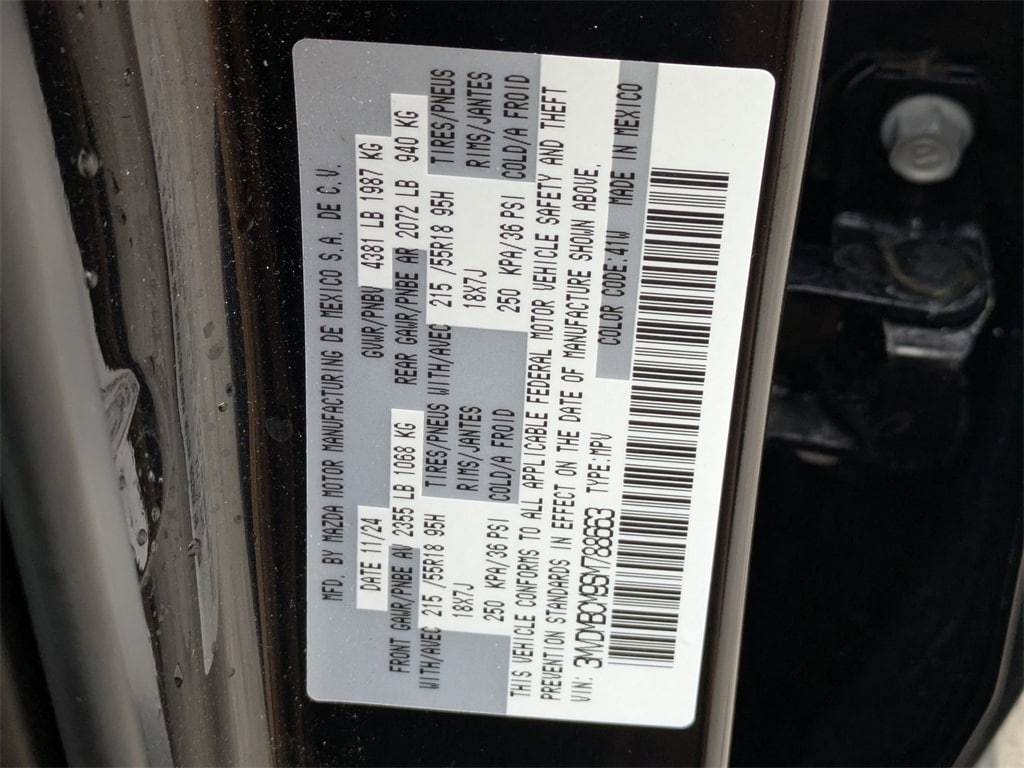 MFD. BY MAZDA MOTOR MANUFACTURING DE MEXICO S.A. DE C.V.
DATE 11/24 GVWR/PNBV 4381 LB 1987 KG
FRONT GAWR/PNBE AV 2355 LB 1068 KG REAR GAWR/PNBE AR 2072 LB 940 KG
WITH/AVEC 215 /55R18 95H TIRES/PNEUS WITH/AVEC 215 /55R18 95H TIRES/PNEUS
18X7J RIMS/JANTES 18X7J RIMS/JANTES
250 KPA/36 PSI COLD/A FROID 250 KPA/36 PSI COLD/A FROID
THIS VEHICLE CONFORMS TO ALL APPLICABLE FEDERAL MOTOR VEHICLE SAFETY AND THEFT
PREVENTION STANDARDS IN EFFECT ON THE DATE OF MANUFACTURE SHOWN ABOVE.
VIN: 3MVDMBCM9SM788663 TYPE:MPV COLOR CODE:41W MADE IN MEXICO